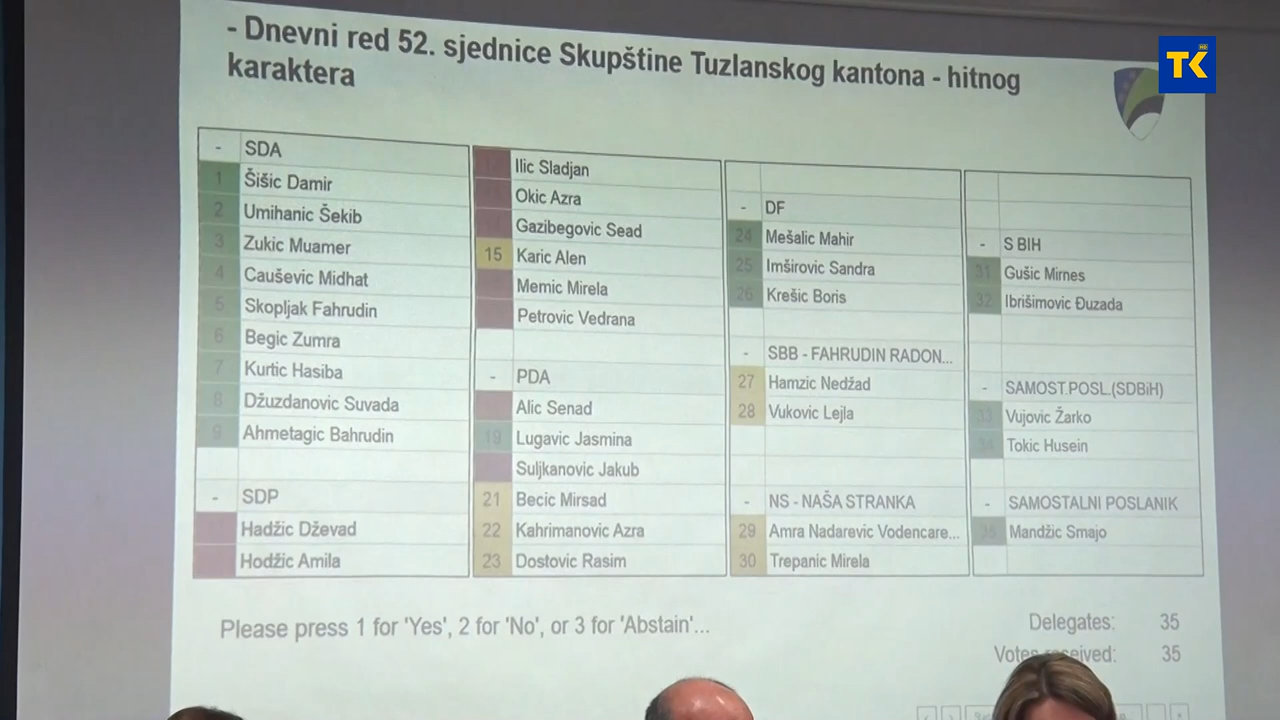 - Dnevni red 52. sjednice Skupštine Tuzlanskog kantona - hitnog
karaktera
TK HD
- SDA
1 Šišic Damir
2 Umihanic Šekib
3 Zukic Muamer
4 Cauševic Midhat
5 Skopljak Fahrudin
6 Begic Zumra
7 Kurtic Hasiba
8 Džuzdanovic Suvada
9 Ahmetagic Bahrudin
- SDP
Hadžic Dževad
Hodžic Amila
Ilic Sladjan
Okic Azra
Gazibegovic Sead
15 Karic Alen
Memic Mirela
Petrovic Vedrana
- PDA
Alic Senad
19 Lugavic Jasmina
Suljkanovic Jakub
21 Becic Mirsad
22 Kahrimanovic Azra
23 Dostovic Rasim
- DF
24 Mešalic Mahir
25 Imširovic Sandra
26 Krešic Boris
- SBB - FAHRUDIN RADON...
27 Hamzic Nedžad
28 Vukovic Lejla
- NS - NAŠA STRANKA
29 Amra Nadarevic Vodencare...
30 Trepanic Mirela
- S BIH
31 Gušic Mirnes
32 Ibrišimovic Đuzada
- SAMOST.POSL.(SDBiH)
33 Vujovic Žarko
34 Tokic Husein
- SAMOSTALNI POSLANIK
35 Mandžic Smajo
Please press 1 for 'Yes', 2 for 'No', or 3 for 'Abstain'...
Delegates: 35
Votes received: 35